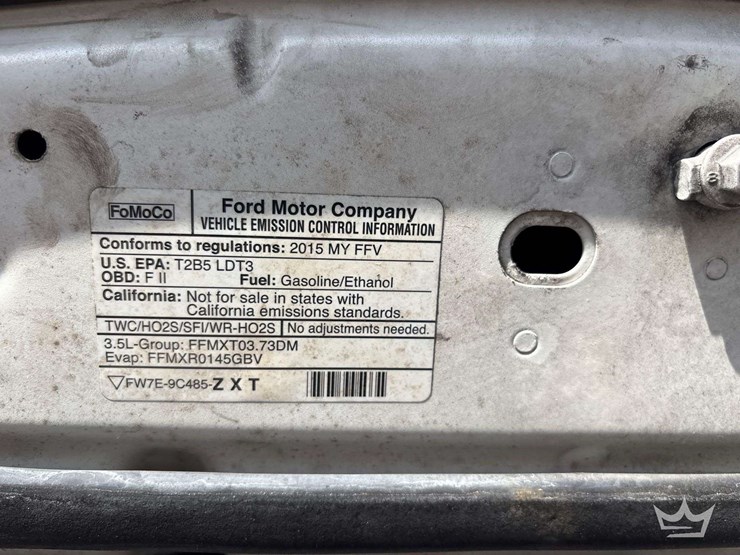 FoMoCo
Ford Motor Company
VEHICLE EMISSION CONTROL INFORMATION
Conforms to regulations: 2015 MY FFV
U.S. EPA: T2B5 LDT3
OBD: F II Fuel: Gasoline/Ethanol
California: Not for sale in states with
California emissions standards.
TWC/HO2S/SFI/WR-HO2S No adjustments needed.
3.5L-Group: FFMXT03.73DM
Evap: FFMXR0145GBV
FW7E-9C485-Z X T
8